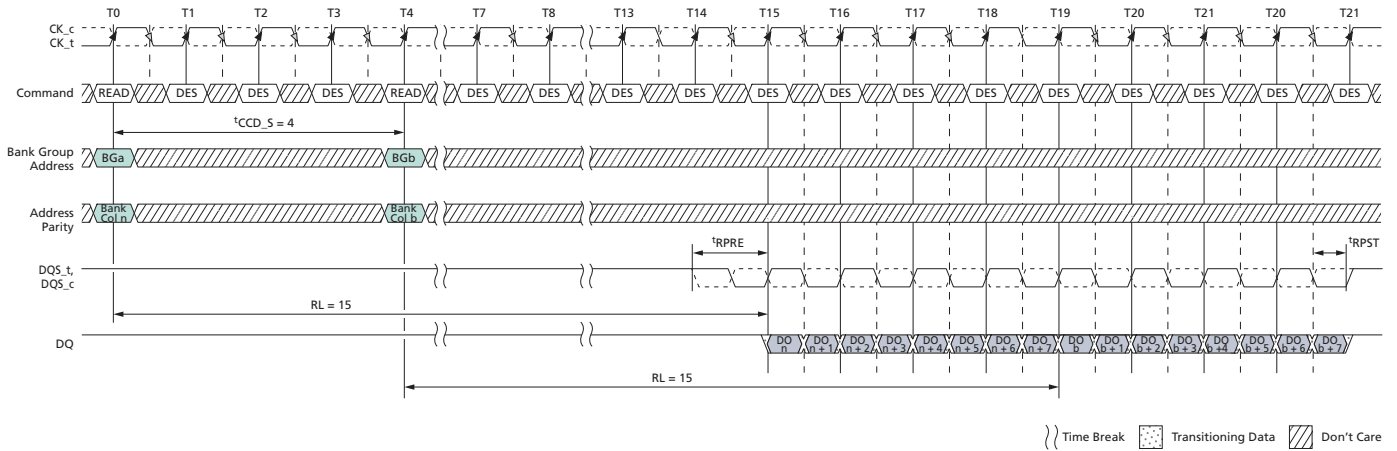 T0 T1 T2 T3 T4 T7 T8 T13 T14 T15 T16 T17 T18 T19 T20 T21 T20 T21
CK_c
CK_t
Command READ DES DES DES READ DES DES DES DES DES DES DES DES DES DES DES DES DES
tCCD_S = 4
Bank Group
Address BGa BGb
Address
Parity Bank
Col n Bank
Col b
tRPRE tRPST
DQS_t,
DQS_c
RL = 15
DQ DO
n DO
n + 1 DO
n + 2 DO
n + 3 DO
n + 4 DO
n + 5 DO
n + 6 DO
n + 7 DO
b DO
b + 1 DO
b + 2 DO
b + 3 DO
b + 4 DO
b + 5 DO
b + 6 DO
b + 7
RL = 15
Time Break Transitioning Data Don't Care